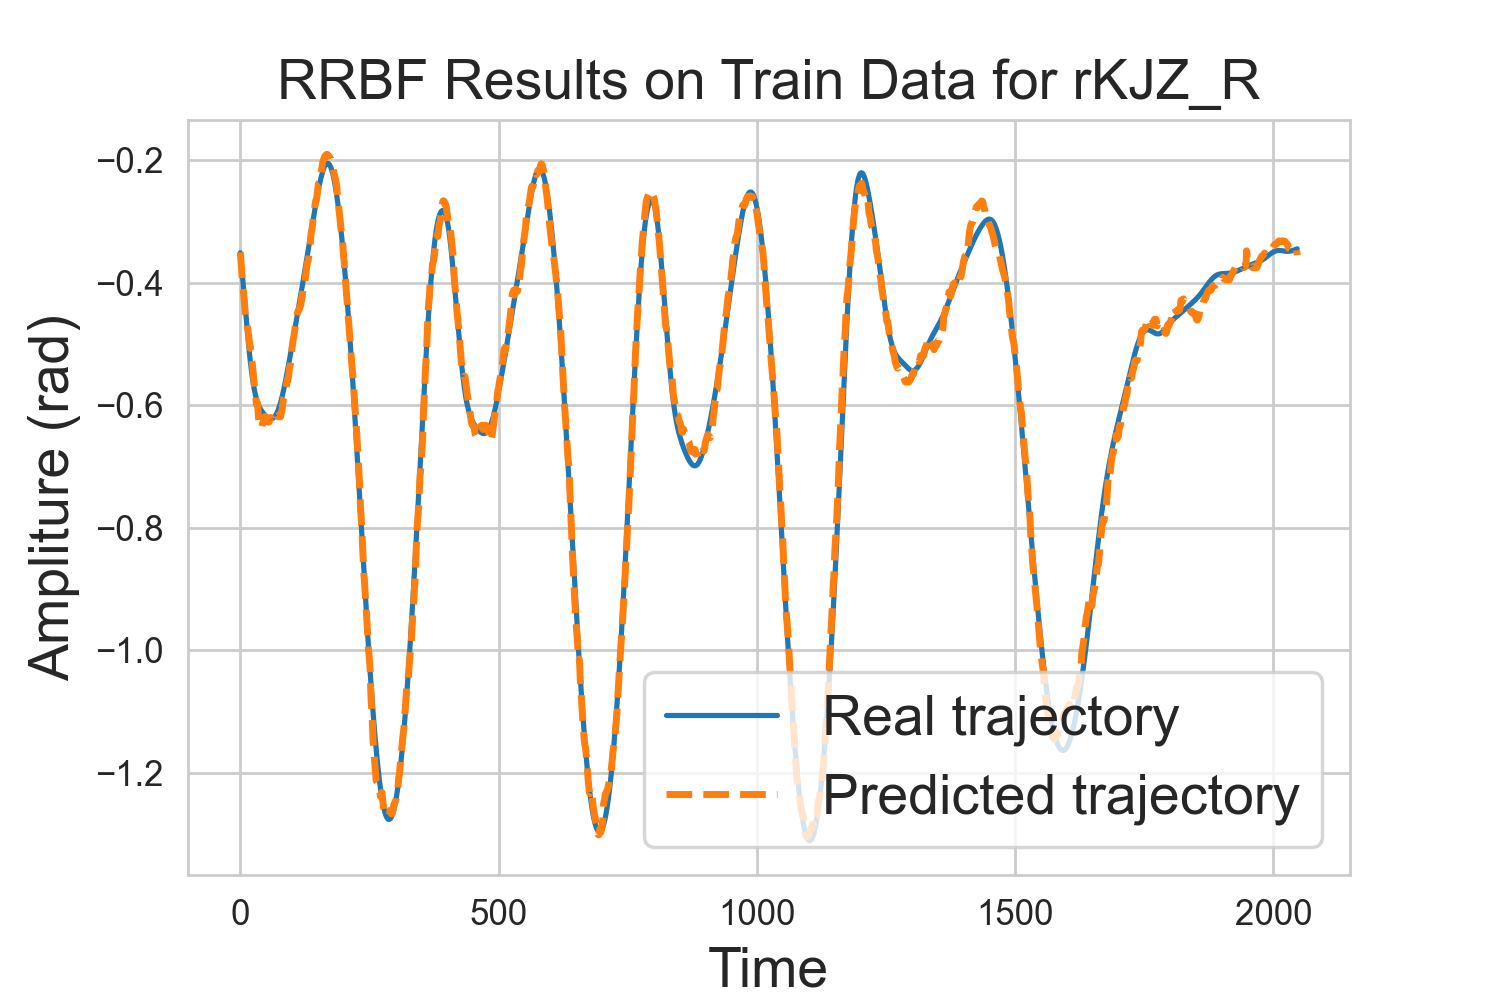 RRBF Results on Train Data for rKJZ_R
Ampliture (rad)
−0.2
−0.4
−0.6
−0.8
−1.0
−1.2
Real trajectory
Predicted trajectory
0 500 1000 1500 2000
Time